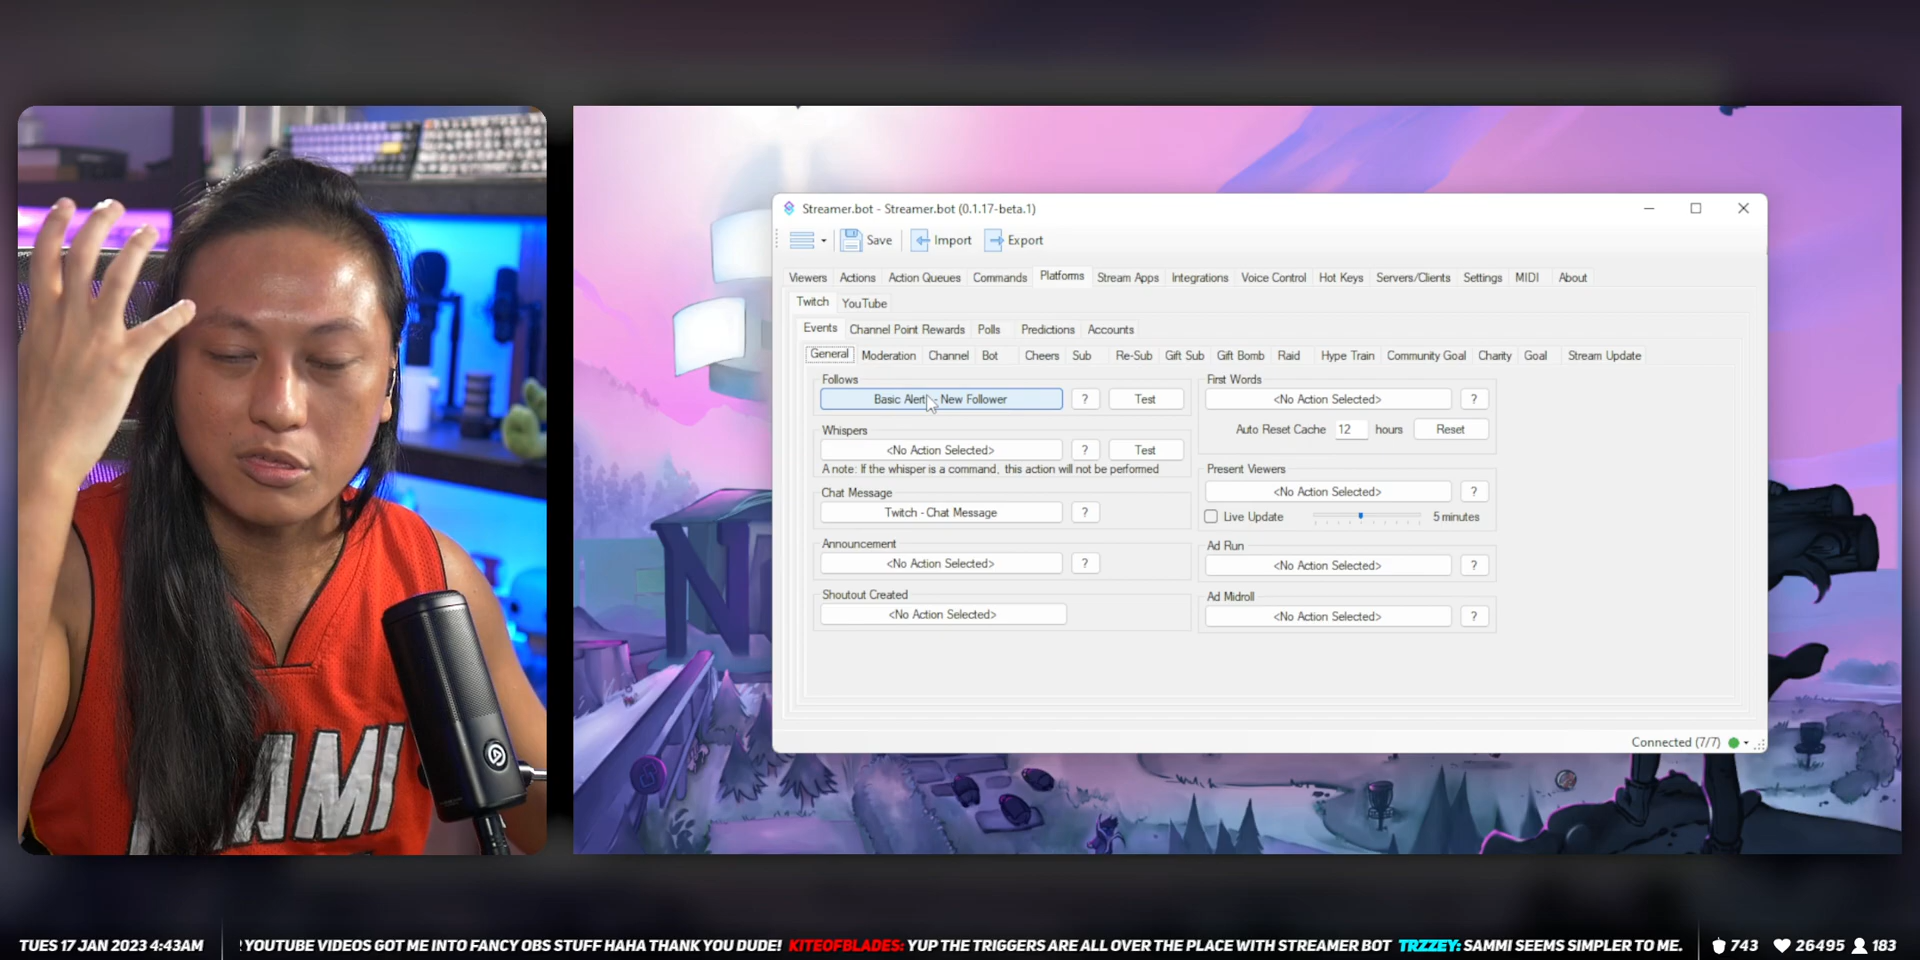 AMI
Streamer.bot - Streamer.bot (0.1.17-beta.1)
Save Import Export
Viewers Actions Action Queues Commands Platforms Stream Apps Integrations Voice Control Hot Keys Servers/Clients Settings MIDI About
Twitch YouTube
Events Channel Point Rewards Polls Predictions Accounts
General Moderation Channel Bot Cheers Sub Re-Sub Gift Sub Gift Bomb Raid Hype Train Community Goal Charity Goal Stream Update
Follows
Basic Alert - New Follower ? Test
Whispers
<No Action Selected> ? Test
A note: If the whisper is a command, this action will not be performed
Chat Message
Twitch - Chat Message ?
Announcement
<No Action Selected> ?
Shoutout Created
<No Action Selected>
First Words
<No Action Selected> ?
Auto Reset Cache 12 hours Reset
Present Viewers
<No Action Selected> ?
Live Update 5 minutes
Ad Run
<No Action Selected> ?
Ad Midroll
<No Action Selected> ?
Connected (7/7)
TUES 17 JAN 2023 4:43AM
YOUTUBE VIDEOS GOT ME INTO FANCY OBS STUFF HAHA THANK YOU DUDE! KITEOFBLADES: YUP THE TRIGGERS ARE ALL OVER THE PLACE WITH STREAMER BOT TRZZEY: SAMMI SEEMS SIMPLER TO ME.
743 26495 183